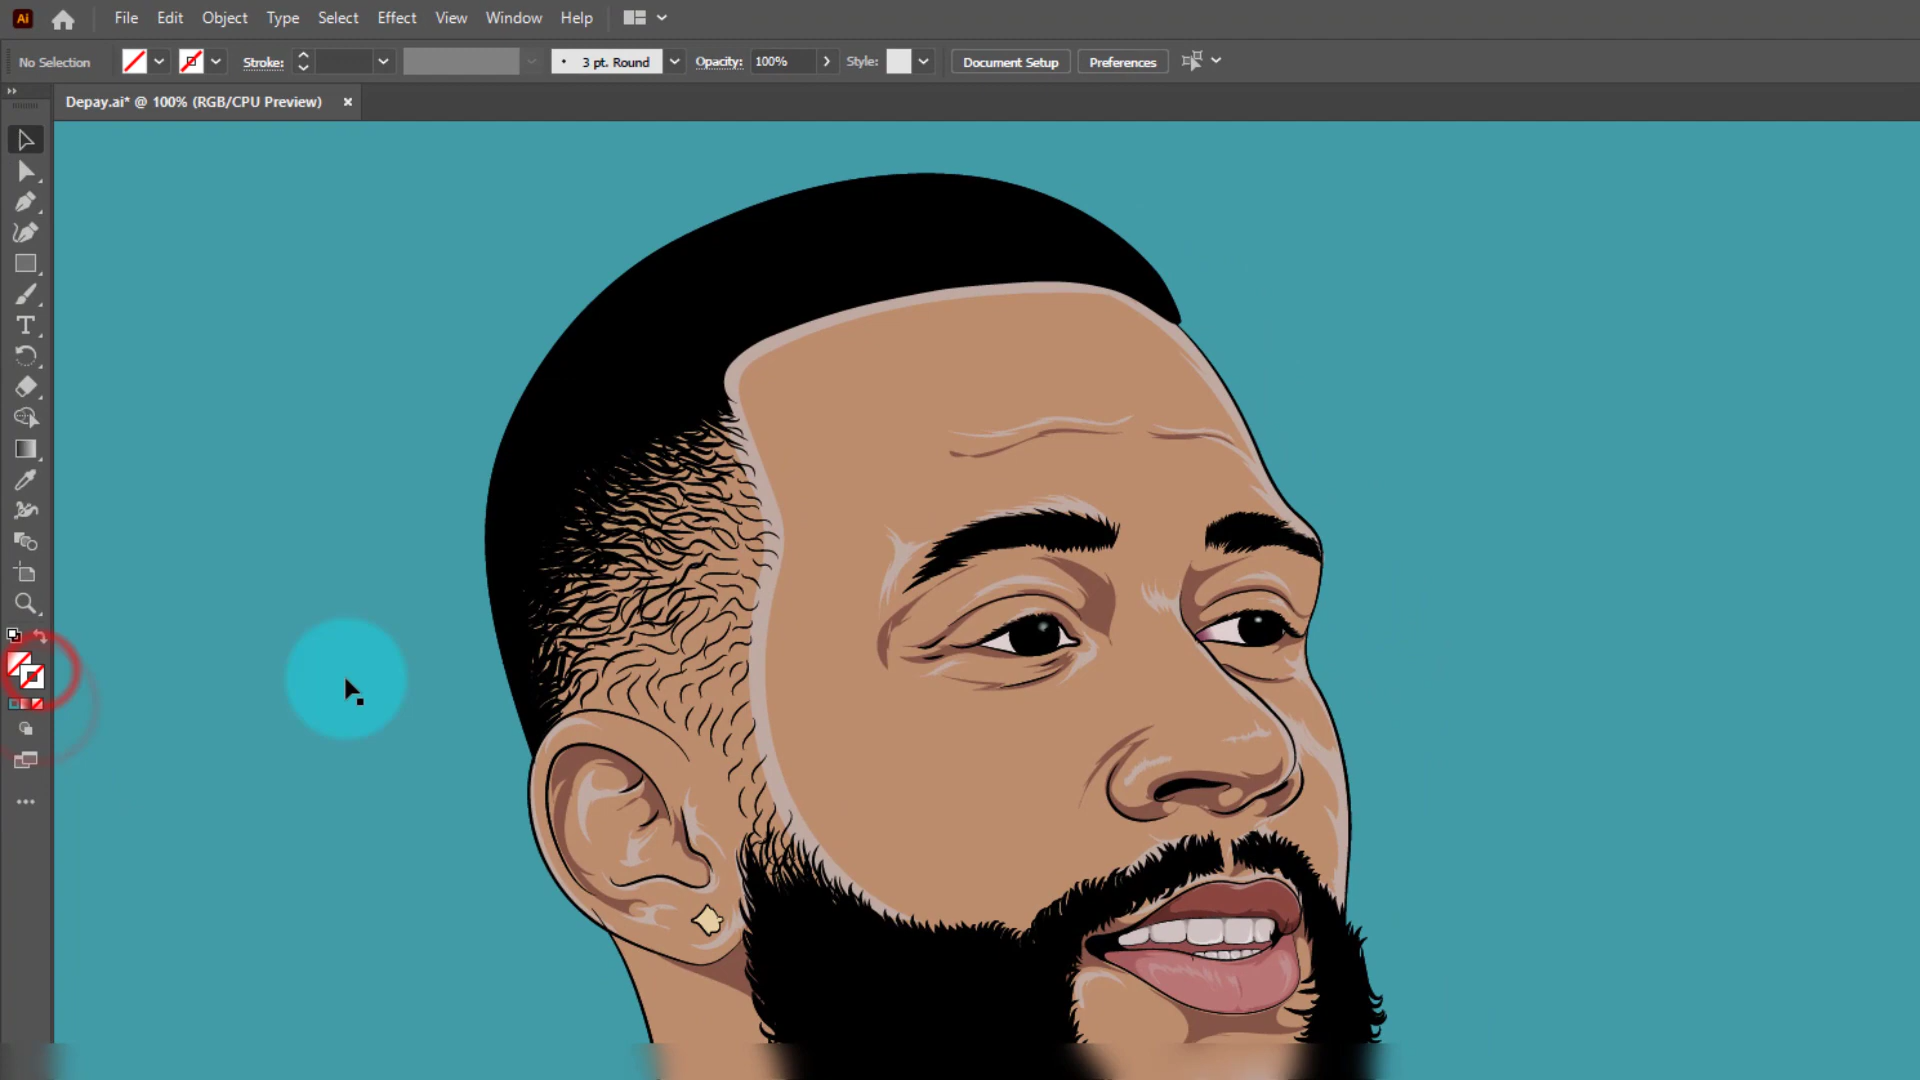 Ai File Edit Object Type Select Effect View Window Help
No Selection Stroke: 3 pt. Round Opacity: 100% Style: Document Setup Preferences
Depay.ai* @ 100% (RGB/CPU Preview) ×
T